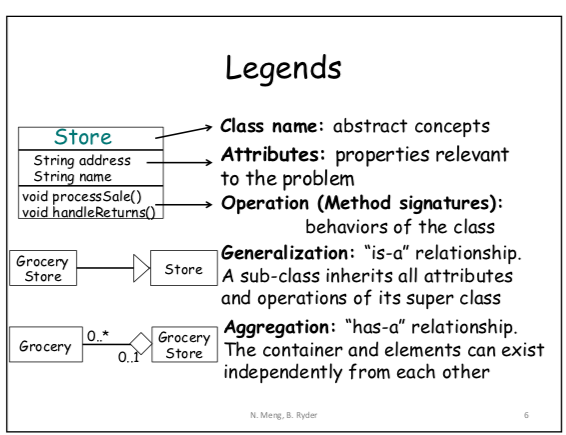 Legends
Store
String address
String name
void processSale()
void handleReturns()
Class name: abstract concepts
Attributes: properties relevant
to the problem
Operation (Method signatures):
behaviors of the class
Grocery
Store
Store
Generalization: “is-a” relationship.
A sub-class inherits all attributes
and operations of its super class
Grocery
0..*
0..1
Grocery
Store
Aggregation: “has-a” relationship.
The container and elements can exist
independently from each other
N. Meng, B. Ryder
6